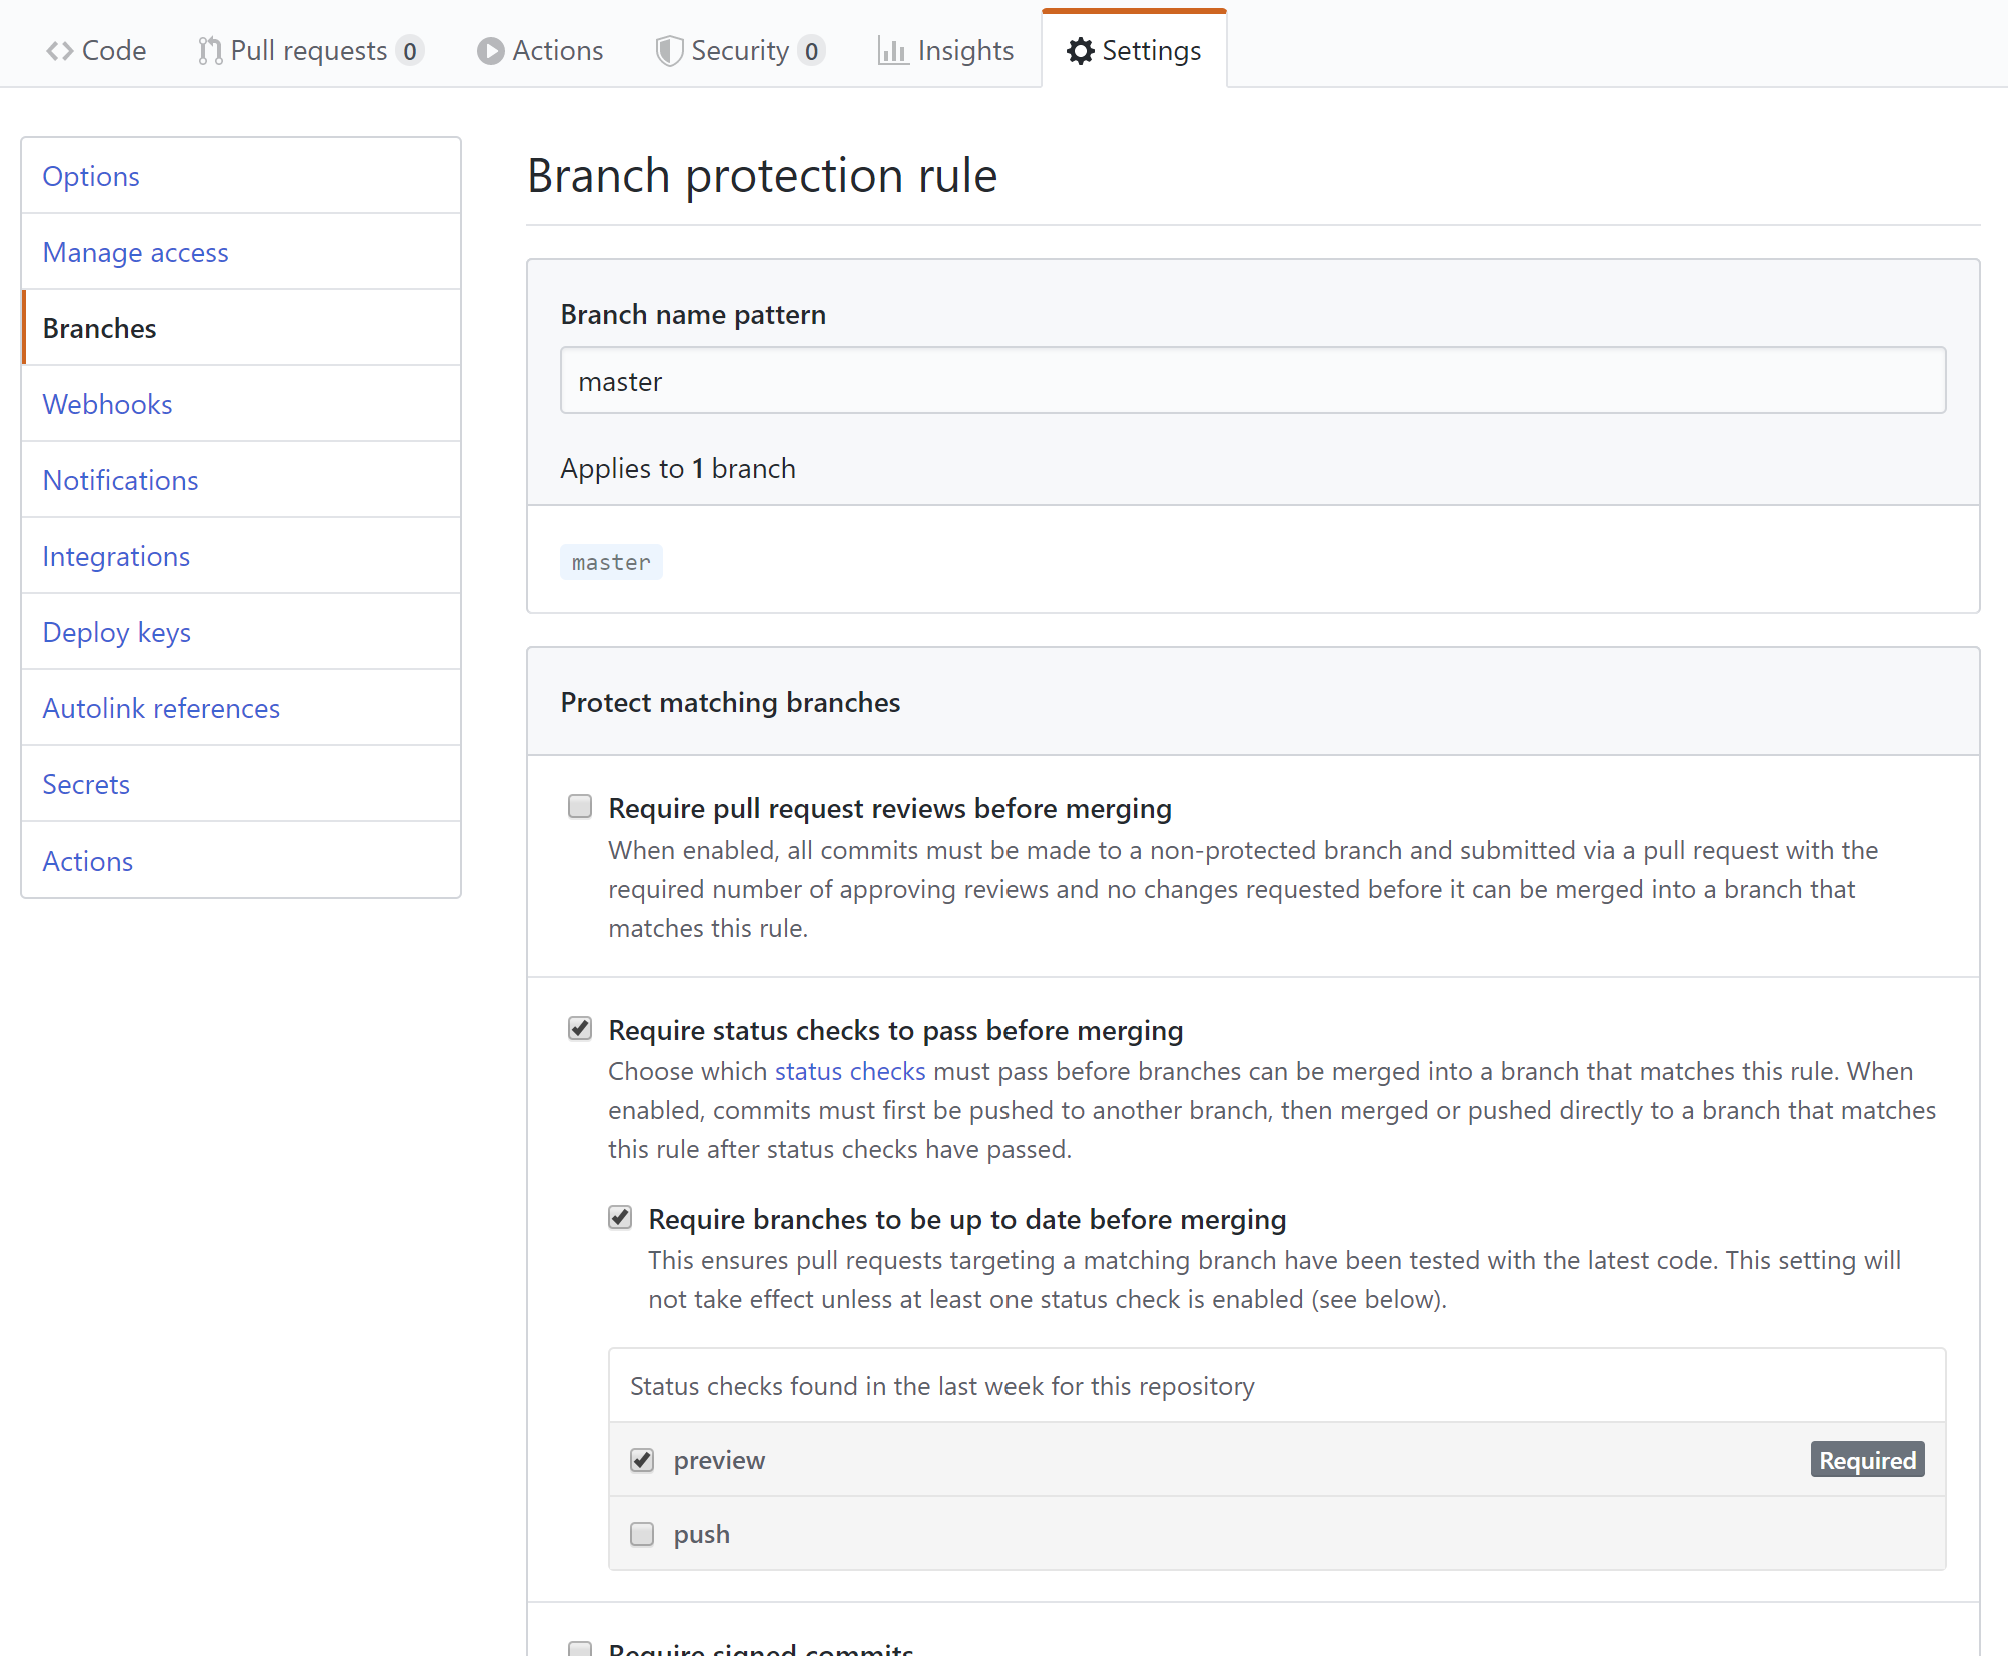 Code Pull requests 0 Actions Security 0 Insights Settings
Options
Manage access
Branches
Webhooks
Notifications
Integrations
Deploy keys
Autolink references
Secrets
Actions
Branch protection rule
Branch name pattern
master
Applies to 1 branch
master
Protect matching branches
Require pull request reviews before merging
When enabled, all commits must be made to a non-protected branch and submitted via a pull request with the
required number of approving reviews and no changes requested before it can be merged into a branch that
matches this rule.
Require status checks to pass before merging
Choose which status checks must pass before branches can be merged into a branch that matches this rule. When
enabled, commits must first be pushed to another branch, then merged or pushed directly to a branch that matches
this rule after status checks have passed.
Require branches to be up to date before merging
This ensures pull requests targeting a matching branch have been tested with the latest code. This setting will
not take effect unless at least one status check is enabled (see below).
Status checks found in the last week for this repository
preview Required
push
Require signed commits